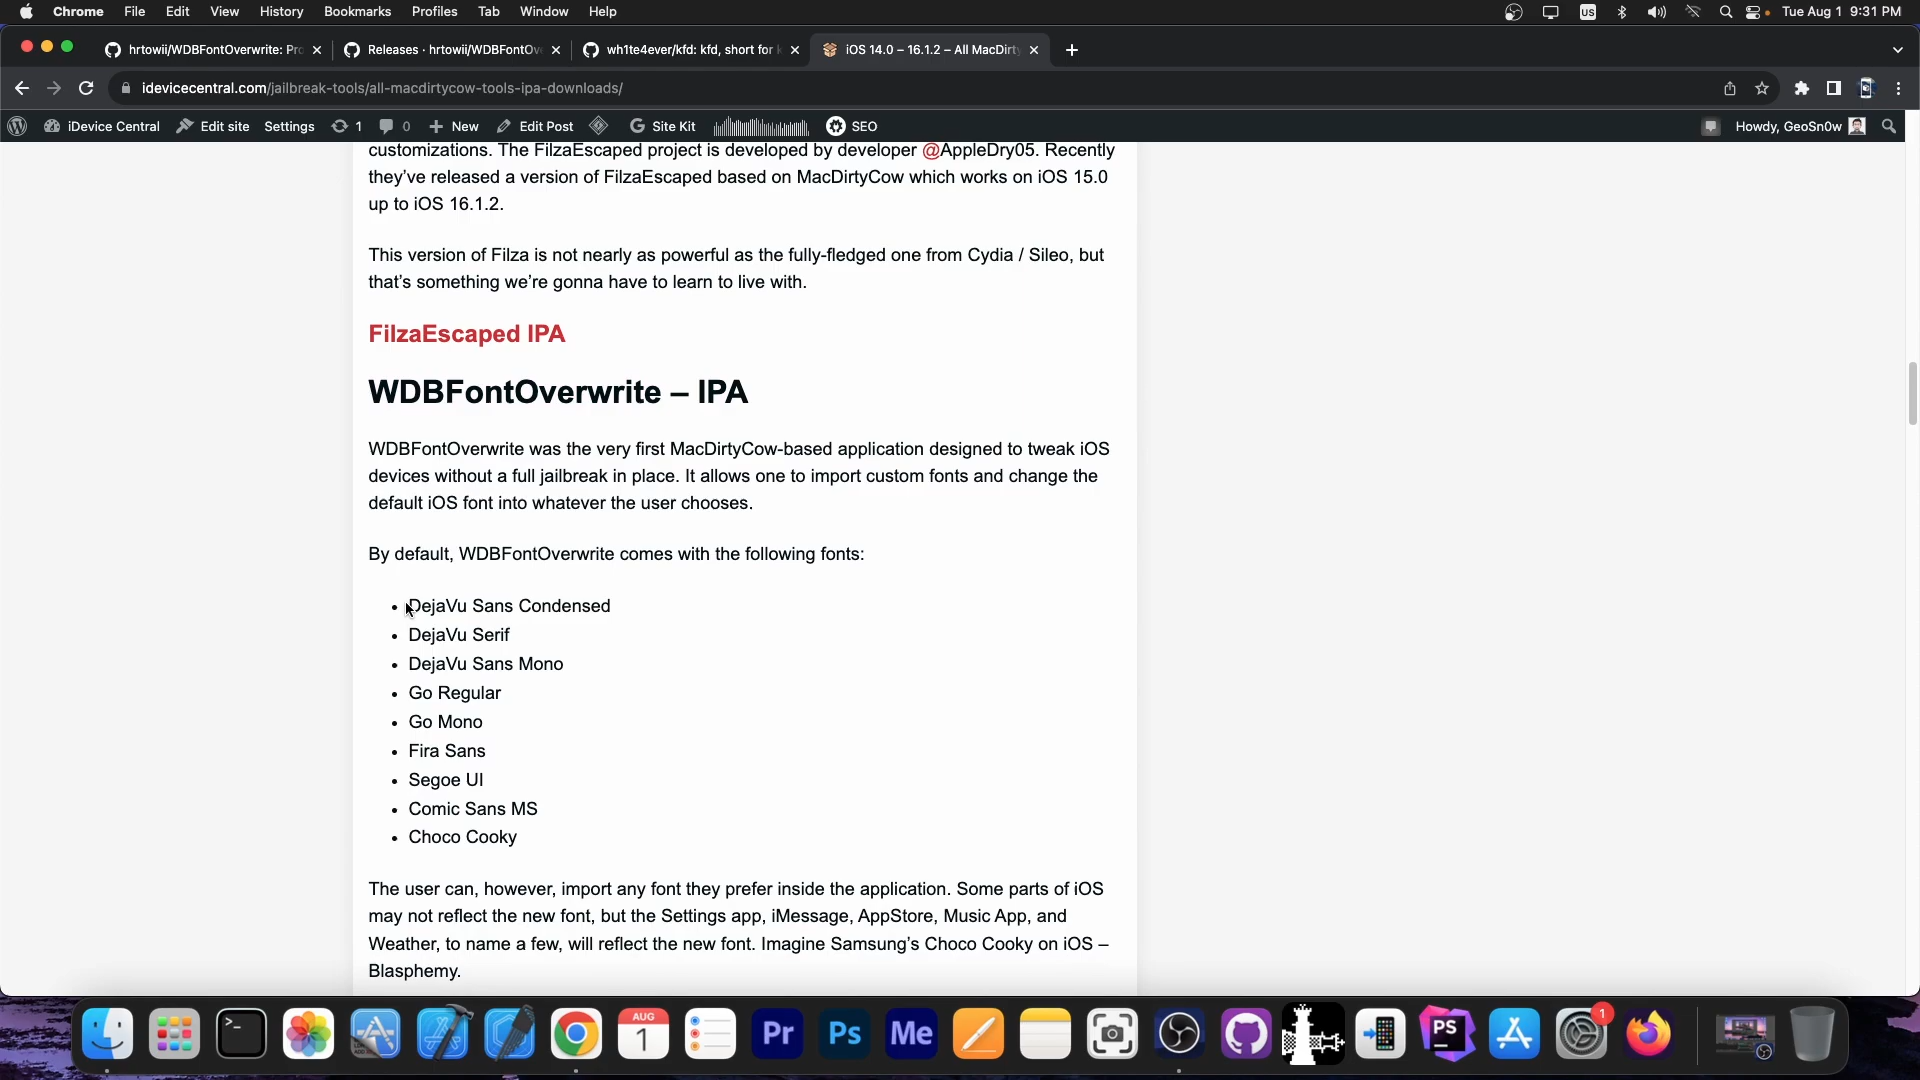 Chrome File Edit View History Bookmarks Profiles Tab Window Help US Tue Aug 1 9:31 PM
hrtowii/WDBFontOverwrite: Pro Releases · hrtowii/WDBFontOv wh1te4ever/kfd: kfd, short for k iOS 14.0 – 16.1.2 – All MacDirty
idevicecentral.com/jailbreak-tools/all-macdirtycow-tools-ipa-downloads/
iDevice Central Edit site Settings 1 0 New Edit Post Site Kit SEO Howdy, GeoSn0w
customizations. The FilzaEscaped project is developed by developer @AppleDry05. Recently
they’ve released a version of FilzaEscaped based on MacDirtyCow which works on iOS 15.0
up to iOS 16.1.2.
This version of Filza is not nearly as powerful as the fully-fledged one from Cydia / Sileo, but
that’s something we’re gonna have to learn to live with.
FilzaEscaped IPA
WDBFontOverwrite – IPA
WDBFontOverwrite was the very first MacDirtyCow-based application designed to tweak iOS
devices without a full jailbreak in place. It allows one to import custom fonts and change the
default iOS font into whatever the user chooses.
By default, WDBFontOverwrite comes with the following fonts:
• DejaVu Sans Condensed
• DejaVu Serif
• DejaVu Sans Mono
• Go Regular
• Go Mono
• Fira Sans
• Segoe UI
• Comic Sans MS
• Choco Cooky
The user can, however, import any font they prefer inside the application. Some parts of iOS
may not reflect the new font, but the Settings app, iMessage, AppStore, Music App, and
Weather, to name a few, will reflect the new font. Imagine Samsung’s Choco Cooky on iOS –
Blasphemy.
AUG 1 Pr Ps Me PS 1